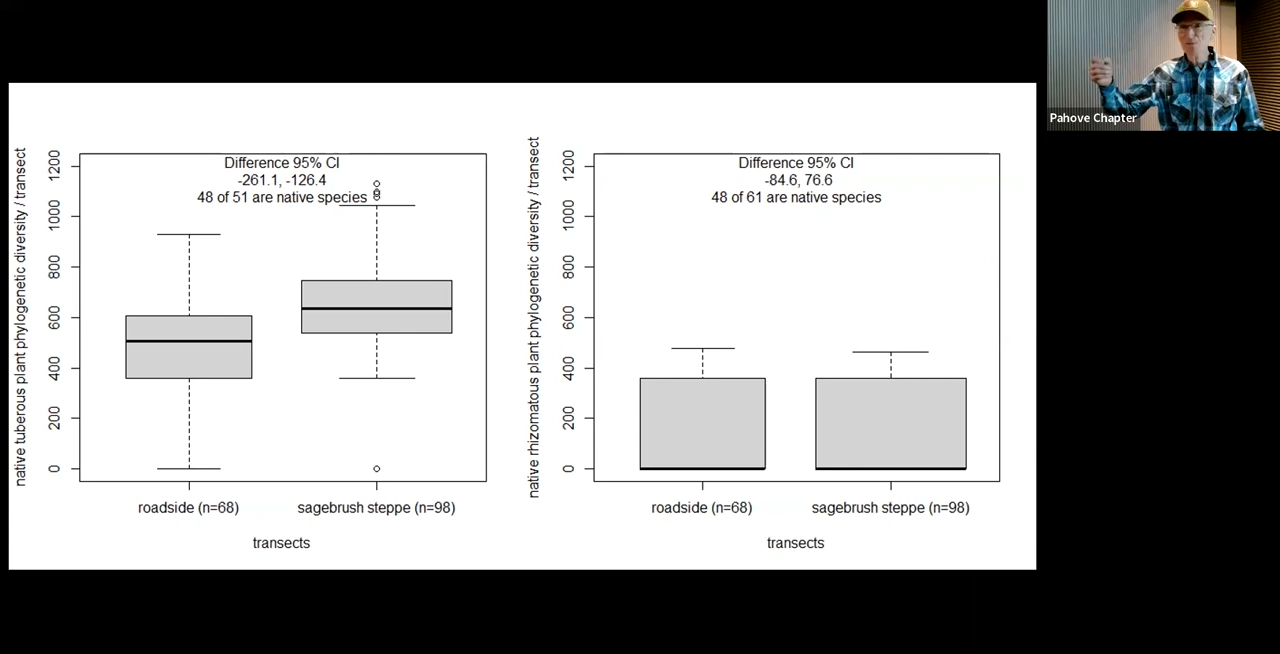 Pahove Chapter
native tuberous plant phylogenetic diversity / transect
1200
1000
800
600
400
200
0
Difference 95% CI
-261.1, -126.4
48 of 51 are native species
roadside (n=68)
sagebrush steppe (n=98)
transects
native rhizomatous plant phylogenetic diversity / transect
1200
1000
800
600
400
200
0
Difference 95% CI
-84.6, 76.6
48 of 61 are native species
roadside (n=68)
sagebrush steppe (n=98)
transects